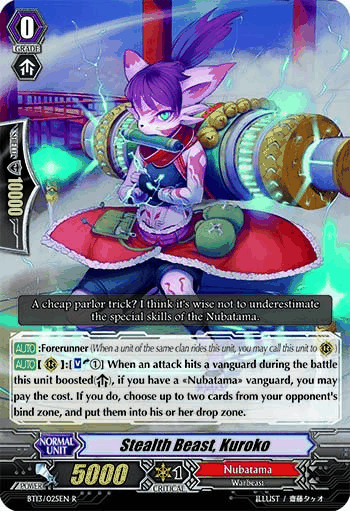 0
GRADE
SHIELD 10000
A cheap parlor trick? I think it's wise not to underestimate
the special skills of the Nubatama.
AUTO :Forerunner (When a unit of the same clan rides this unit, you may call this unit to RC)
AUTO [RC]:[V①] When an attack hits a vanguard during the battle
this unit boosted(), if you have a «Nubatama» vanguard, you may
pay the cost. If you do, choose up to two cards from your opponent's
bind zone, and put them into his or her drop zone.
NORMAL UNIT
Stealth Beast, Kuroko
POWER 5000
1 CRITICAL
Nubatama
Warbeast
BT13/025EN R
ILLUST / 齋藤タヶオ